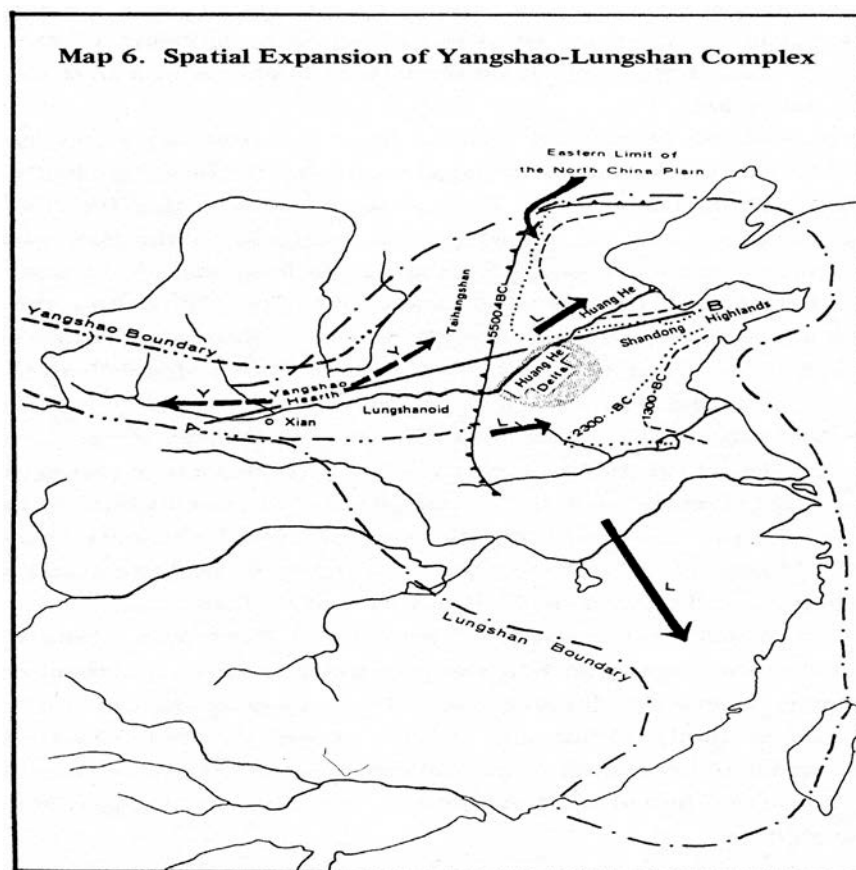 Map 6. Spatial Expansion of Yangshao-Lungshan Complex
Eastern Limit of
the North China Plain
Taihangshan
5500 BC
L
Huang He
B
Shandong Highlands
Yangshao Boundary
Y
Y
Yangshao
Hearth
Huang He
Delta
Lungshanoid
A
Xian
L
2300 BC
1300 BC
L
Lungshan Boundary